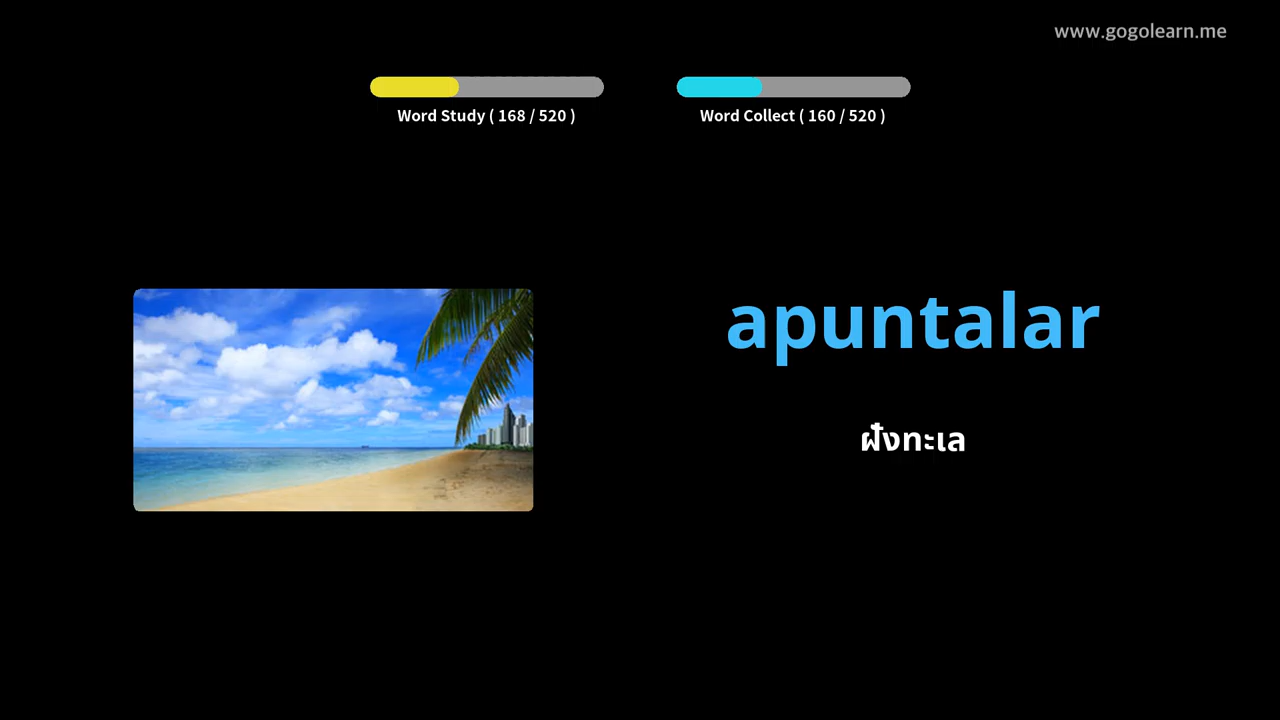 www.gogolearn.me
Word Study ( 168 / 520 )
Word Collect ( 160 / 520 )
apuntalar
ฝั่งทะเล